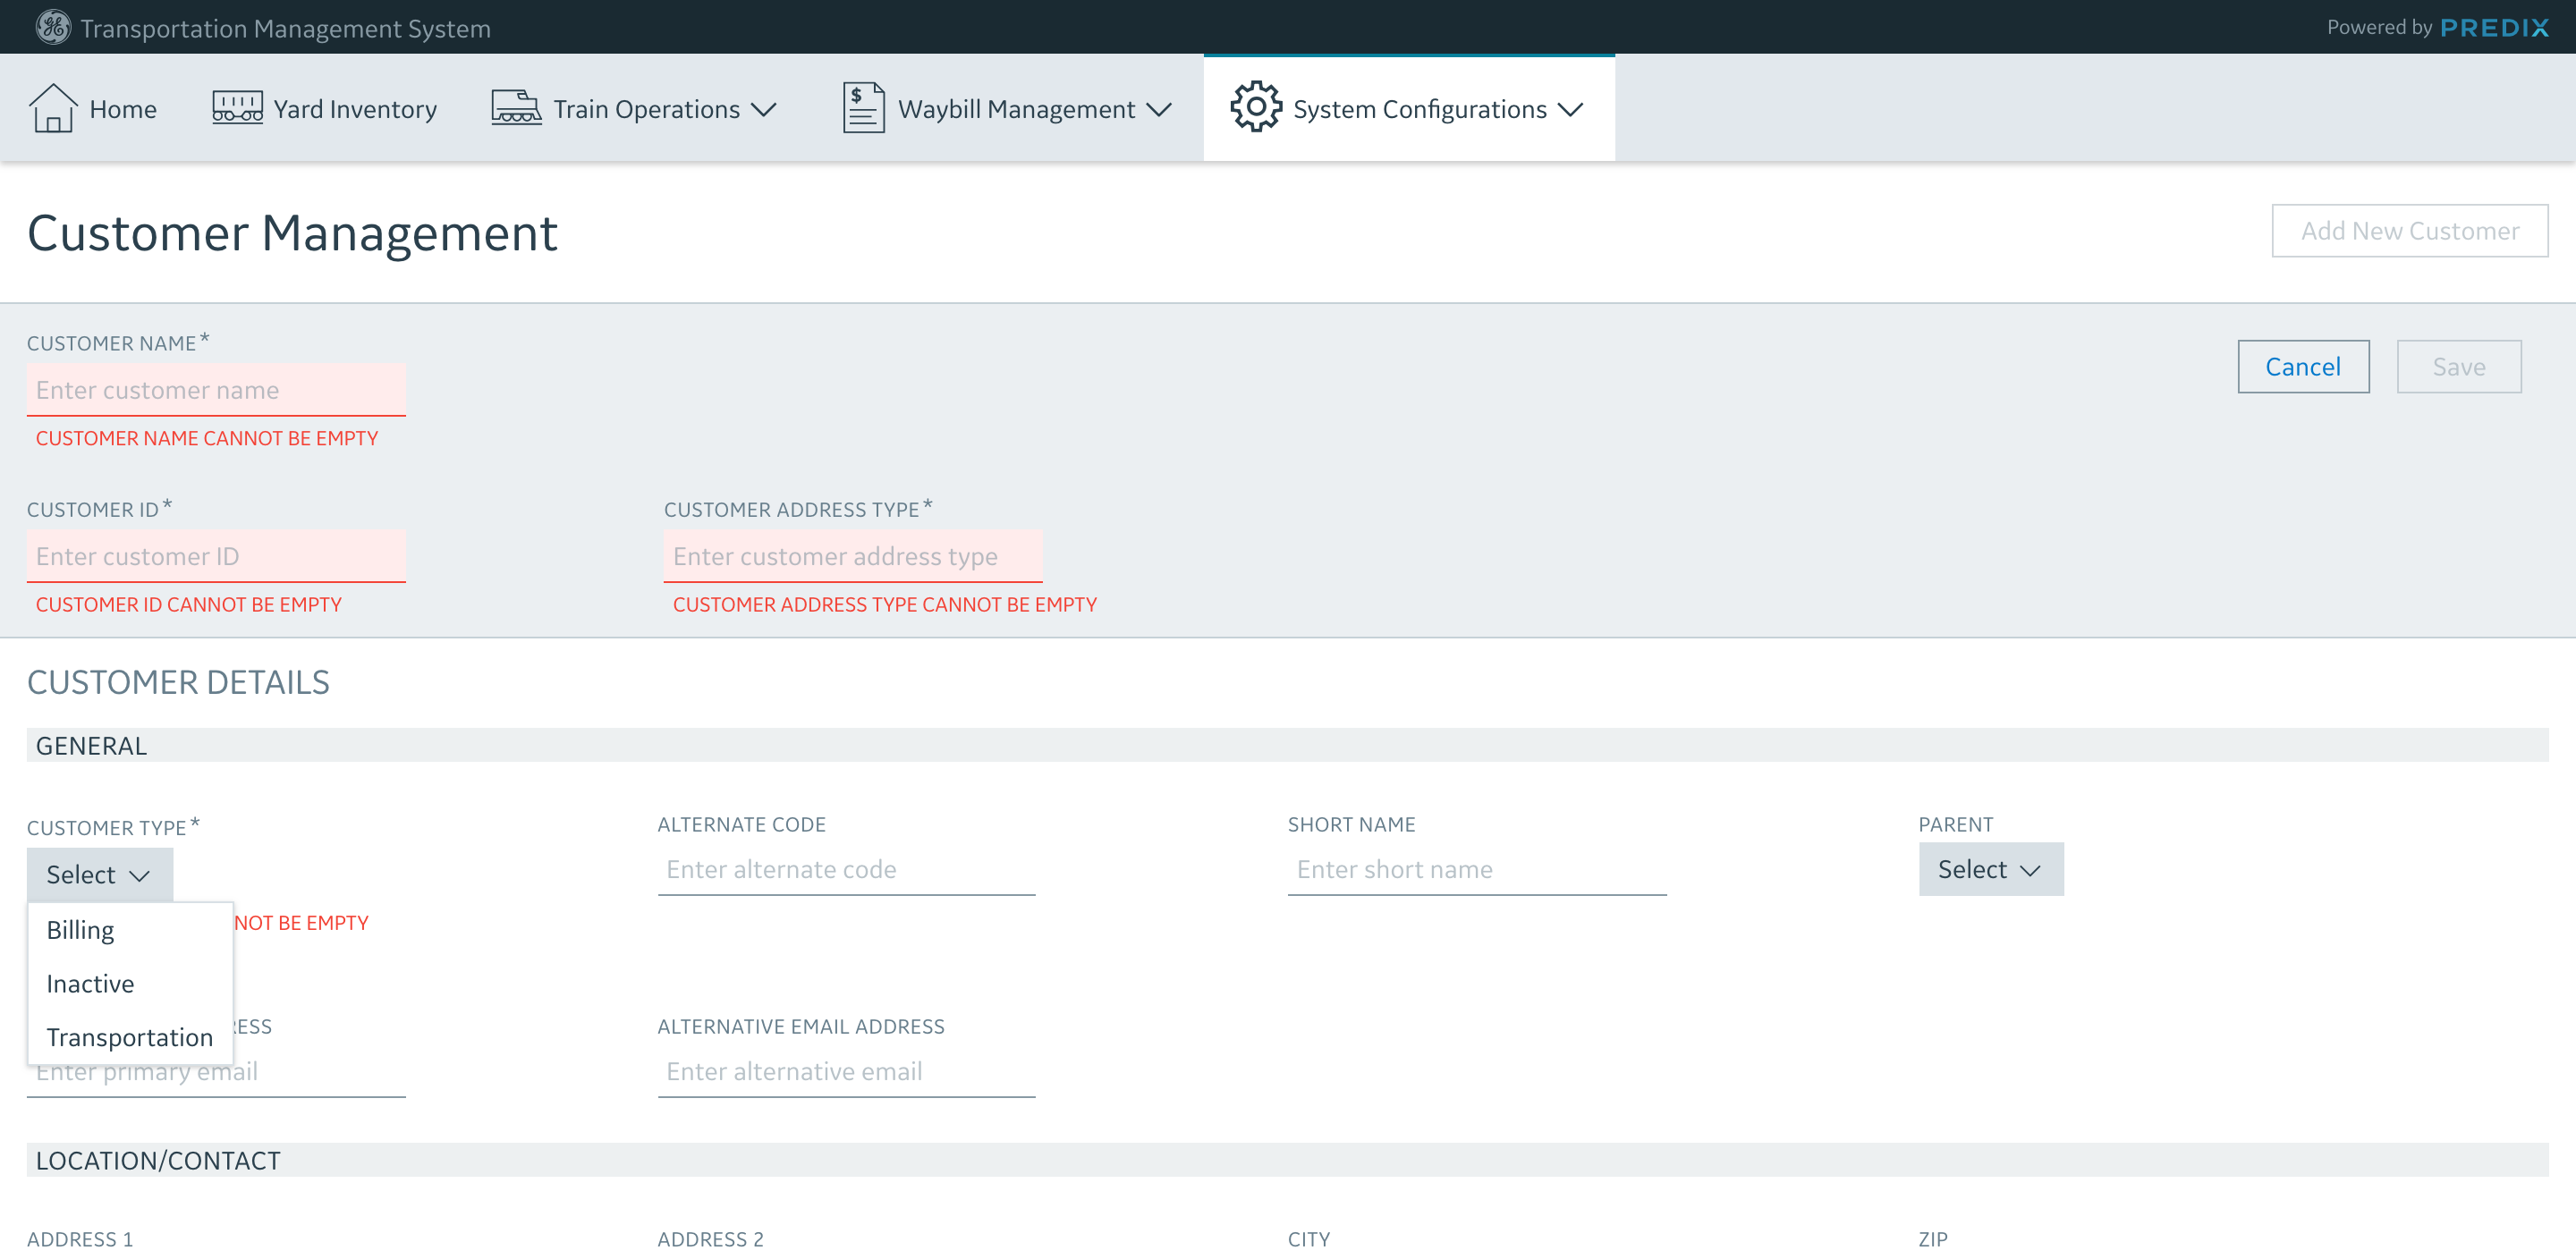 Transportation Management System
Powered by PREDIX
Home
Yard Inventory
Train Operations
Waybill Management
System Configurations
Customer Management
Add New Customer
CUSTOMER NAME*
Enter customer name
CUSTOMER NAME CANNOT BE EMPTY
Cancel
Save
CUSTOMER ID*
CUSTOMER ADDRESS TYPE*
Enter customer ID
Enter customer address type
CUSTOMER ID CANNOT BE EMPTY
CUSTOMER ADDRESS TYPE CANNOT BE EMPTY
CUSTOMER DETAILS
GENERAL
CUSTOMER TYPE*
ALTERNATE CODE
SHORT NAME
PARENT
Select
Enter alternate code
Enter short name
Select
Billing
NOT BE EMPTY
Inactive
Transportation
ALTERNATIVE EMAIL ADDRESS
Enter primary email
Enter alternative email
LOCATION/CONTACT
ADDRESS 1
ADDRESS 2
CITY
ZIP